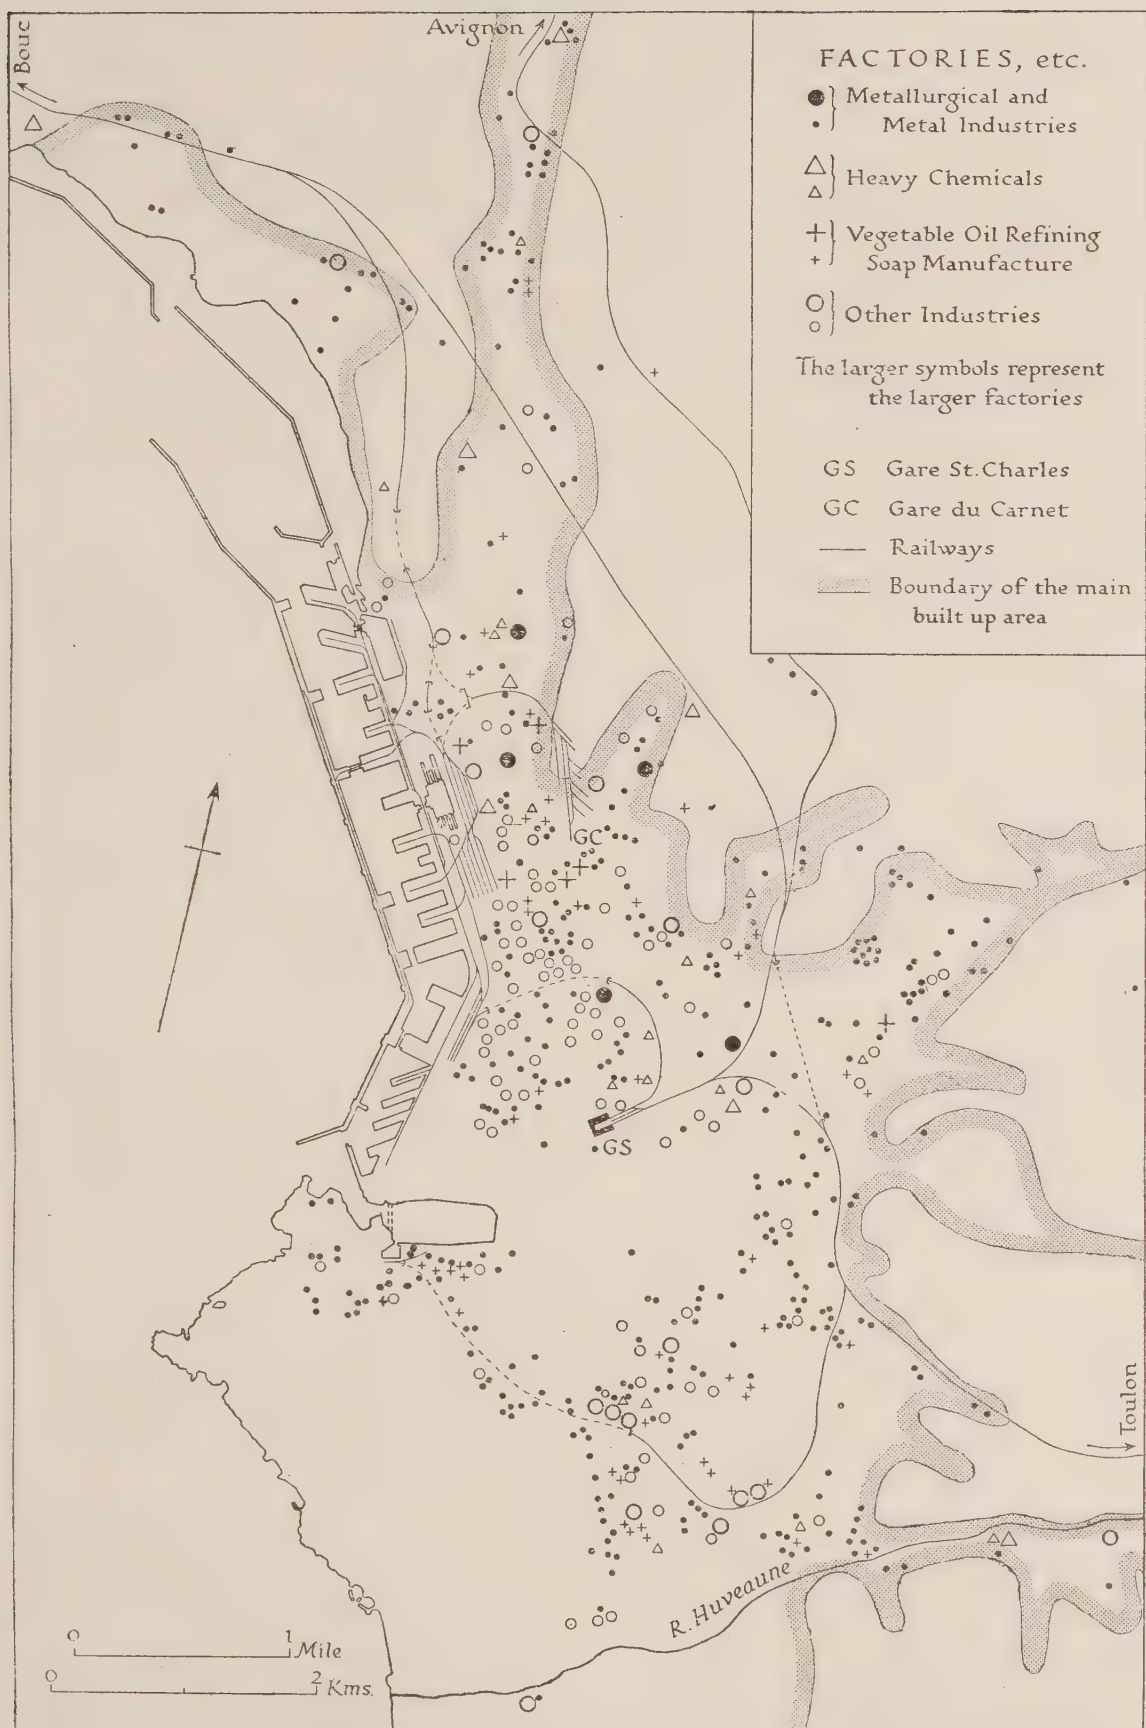 Bouc
Avignon
FACTORIES, etc.
Metallurgical and
Metal Industries
Heavy Chemicals
Vegetable Oil Refining
Soap Manufacture
Other Industries
The larger symbols represent
the larger factories
GS Gare St. Charles
GC Gare du Carnet
Railways
Boundary of the main
built up area
GC
GS
Toulon
R. Huveaune
0 1 Mile
0 2 Kms.